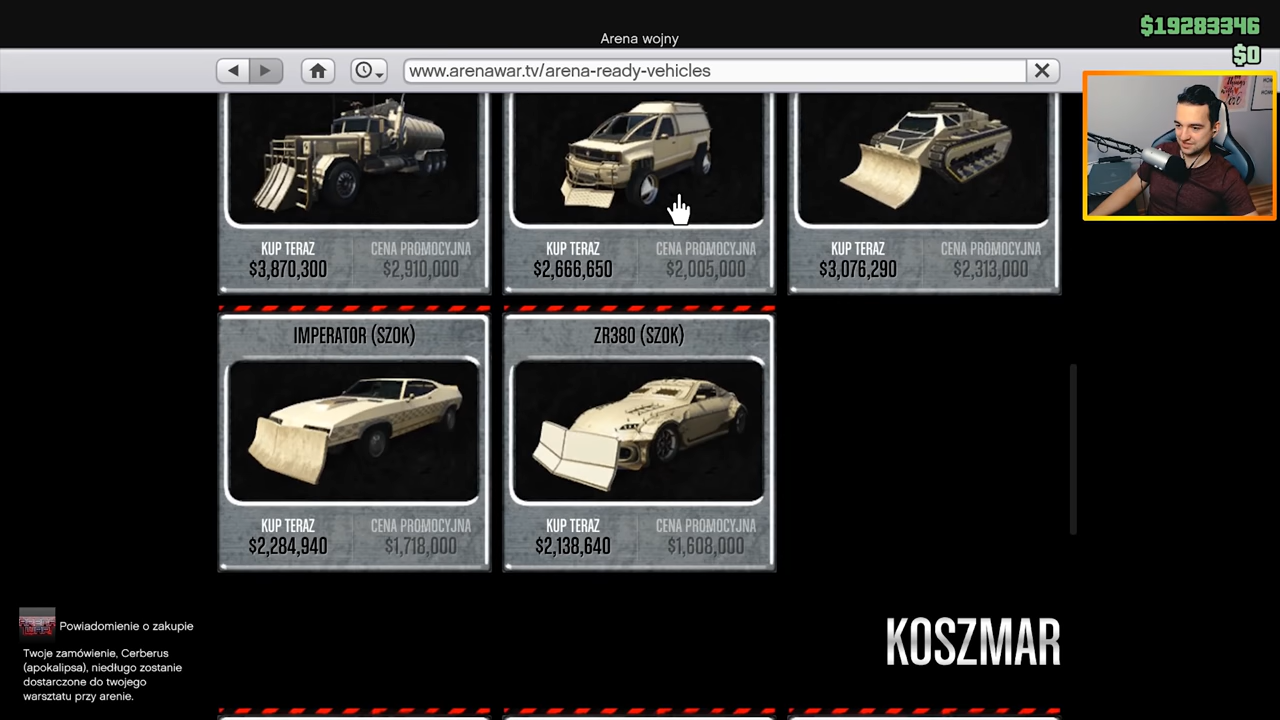 $19283346
$0
Arena wojny
www.arenawar.tv/arena-ready-vehicles
KUP TERAZ
$3,870,300
CENA PROMOCYJNA
$2,910,000
KUP TERAZ
$2,666,650
CENA PROMOCYJNA
$2,005,000
KUP TERAZ
$3,076,290
CENA PROMOCYJNA
$2,313,000
IMPERATOR (SZOK)
KUP TERAZ
$2,284,940
CENA PROMOCYJNA
$1,718,000
ZR380 (SZOK)
KUP TERAZ
$2,138,640
CENA PROMOCYJNA
$1,608,000
KOSZMAR
Powiadomienie o zakupie
Twoje zamówienie, Cerberus
(apokalipsa), niedługo zostanie
dostarczone do twojego
warsztatu przy arenie.